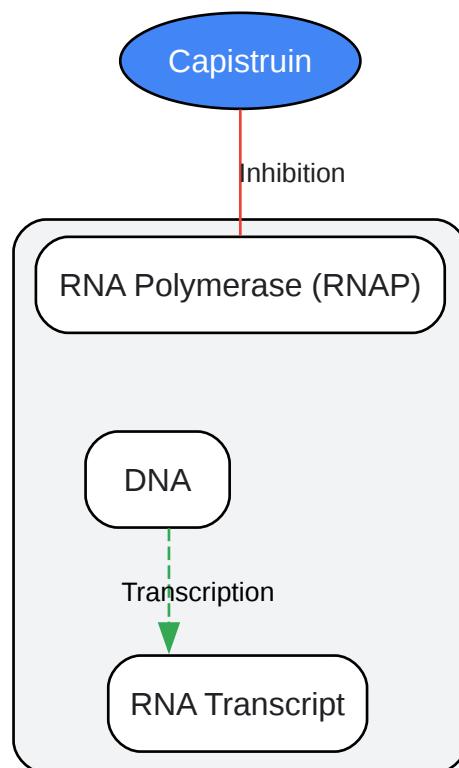 Capistruin
Inhibition
RNA Polymerase (RNAP)
DNA
Transcription
RNA Transcript